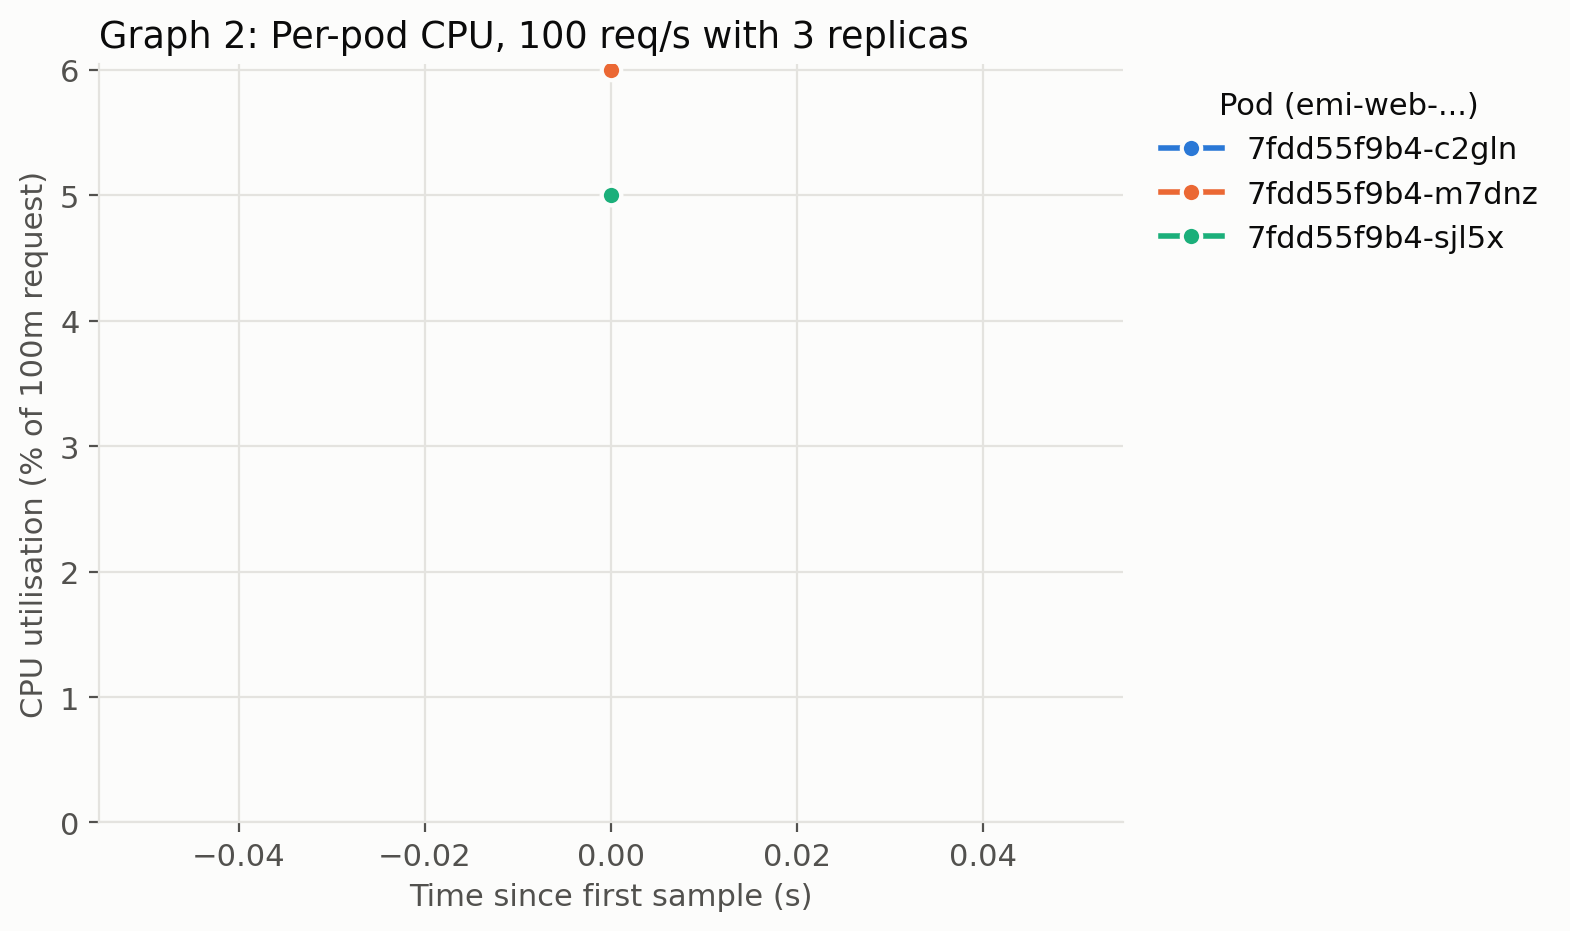 Graph 2: Per-pod CPU, 100 req/s with 3 replicas
6
5
4
3
2
1
0
CPU utilisation (% of 100m request)
−0.04
−0.02
0.00
0.02
0.04
Time since first sample (s)
Pod (emi-web-...)
7fdd55f9b4-c2gln
7fdd55f9b4-m7dnz
7fdd55f9b4-sjl5x